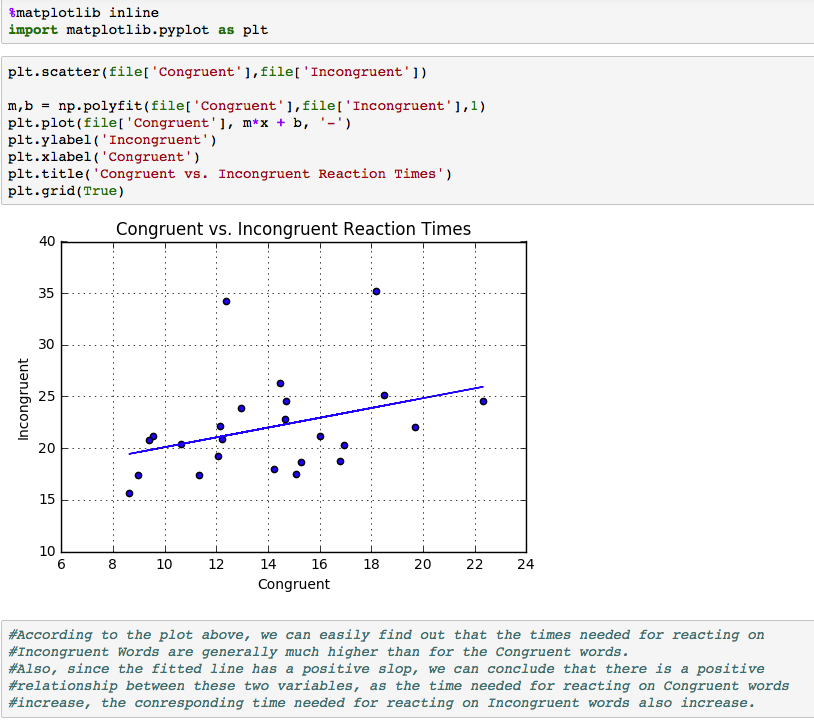 %matplotlib inline
import matplotlib.pyplot as plt
plt.scatter(file['Congruent'],file['Incongruent'])
m,b = np.polyfit(file['Congruent'],file['Incongruent'],1)
plt.plot(file['Congruent'], m*x + b, '-')
plt.ylabel('Incongruent')
plt.xlabel('Congruent')
plt.title('Congruent vs. Incongruent Reaction Times')
plt.grid(True)
Congruent vs. Incongruent Reaction Times
40
35
30
25
20
15
10
Incongruent
6 8 10 12 14 16 18 20 22 24
Congruent
#According to the plot above, we can easily find out that the times needed for reacting on
#Incongruent Words are generally much higher than for the Congruent words.
#Also, since the fitted line has a positive slop, we can conclude that there is a positive
#relationship between these two variables, as the time needed for reacting on Congruent words
#increase, the conresponding time needed for reacting on Incongruent words also increase.